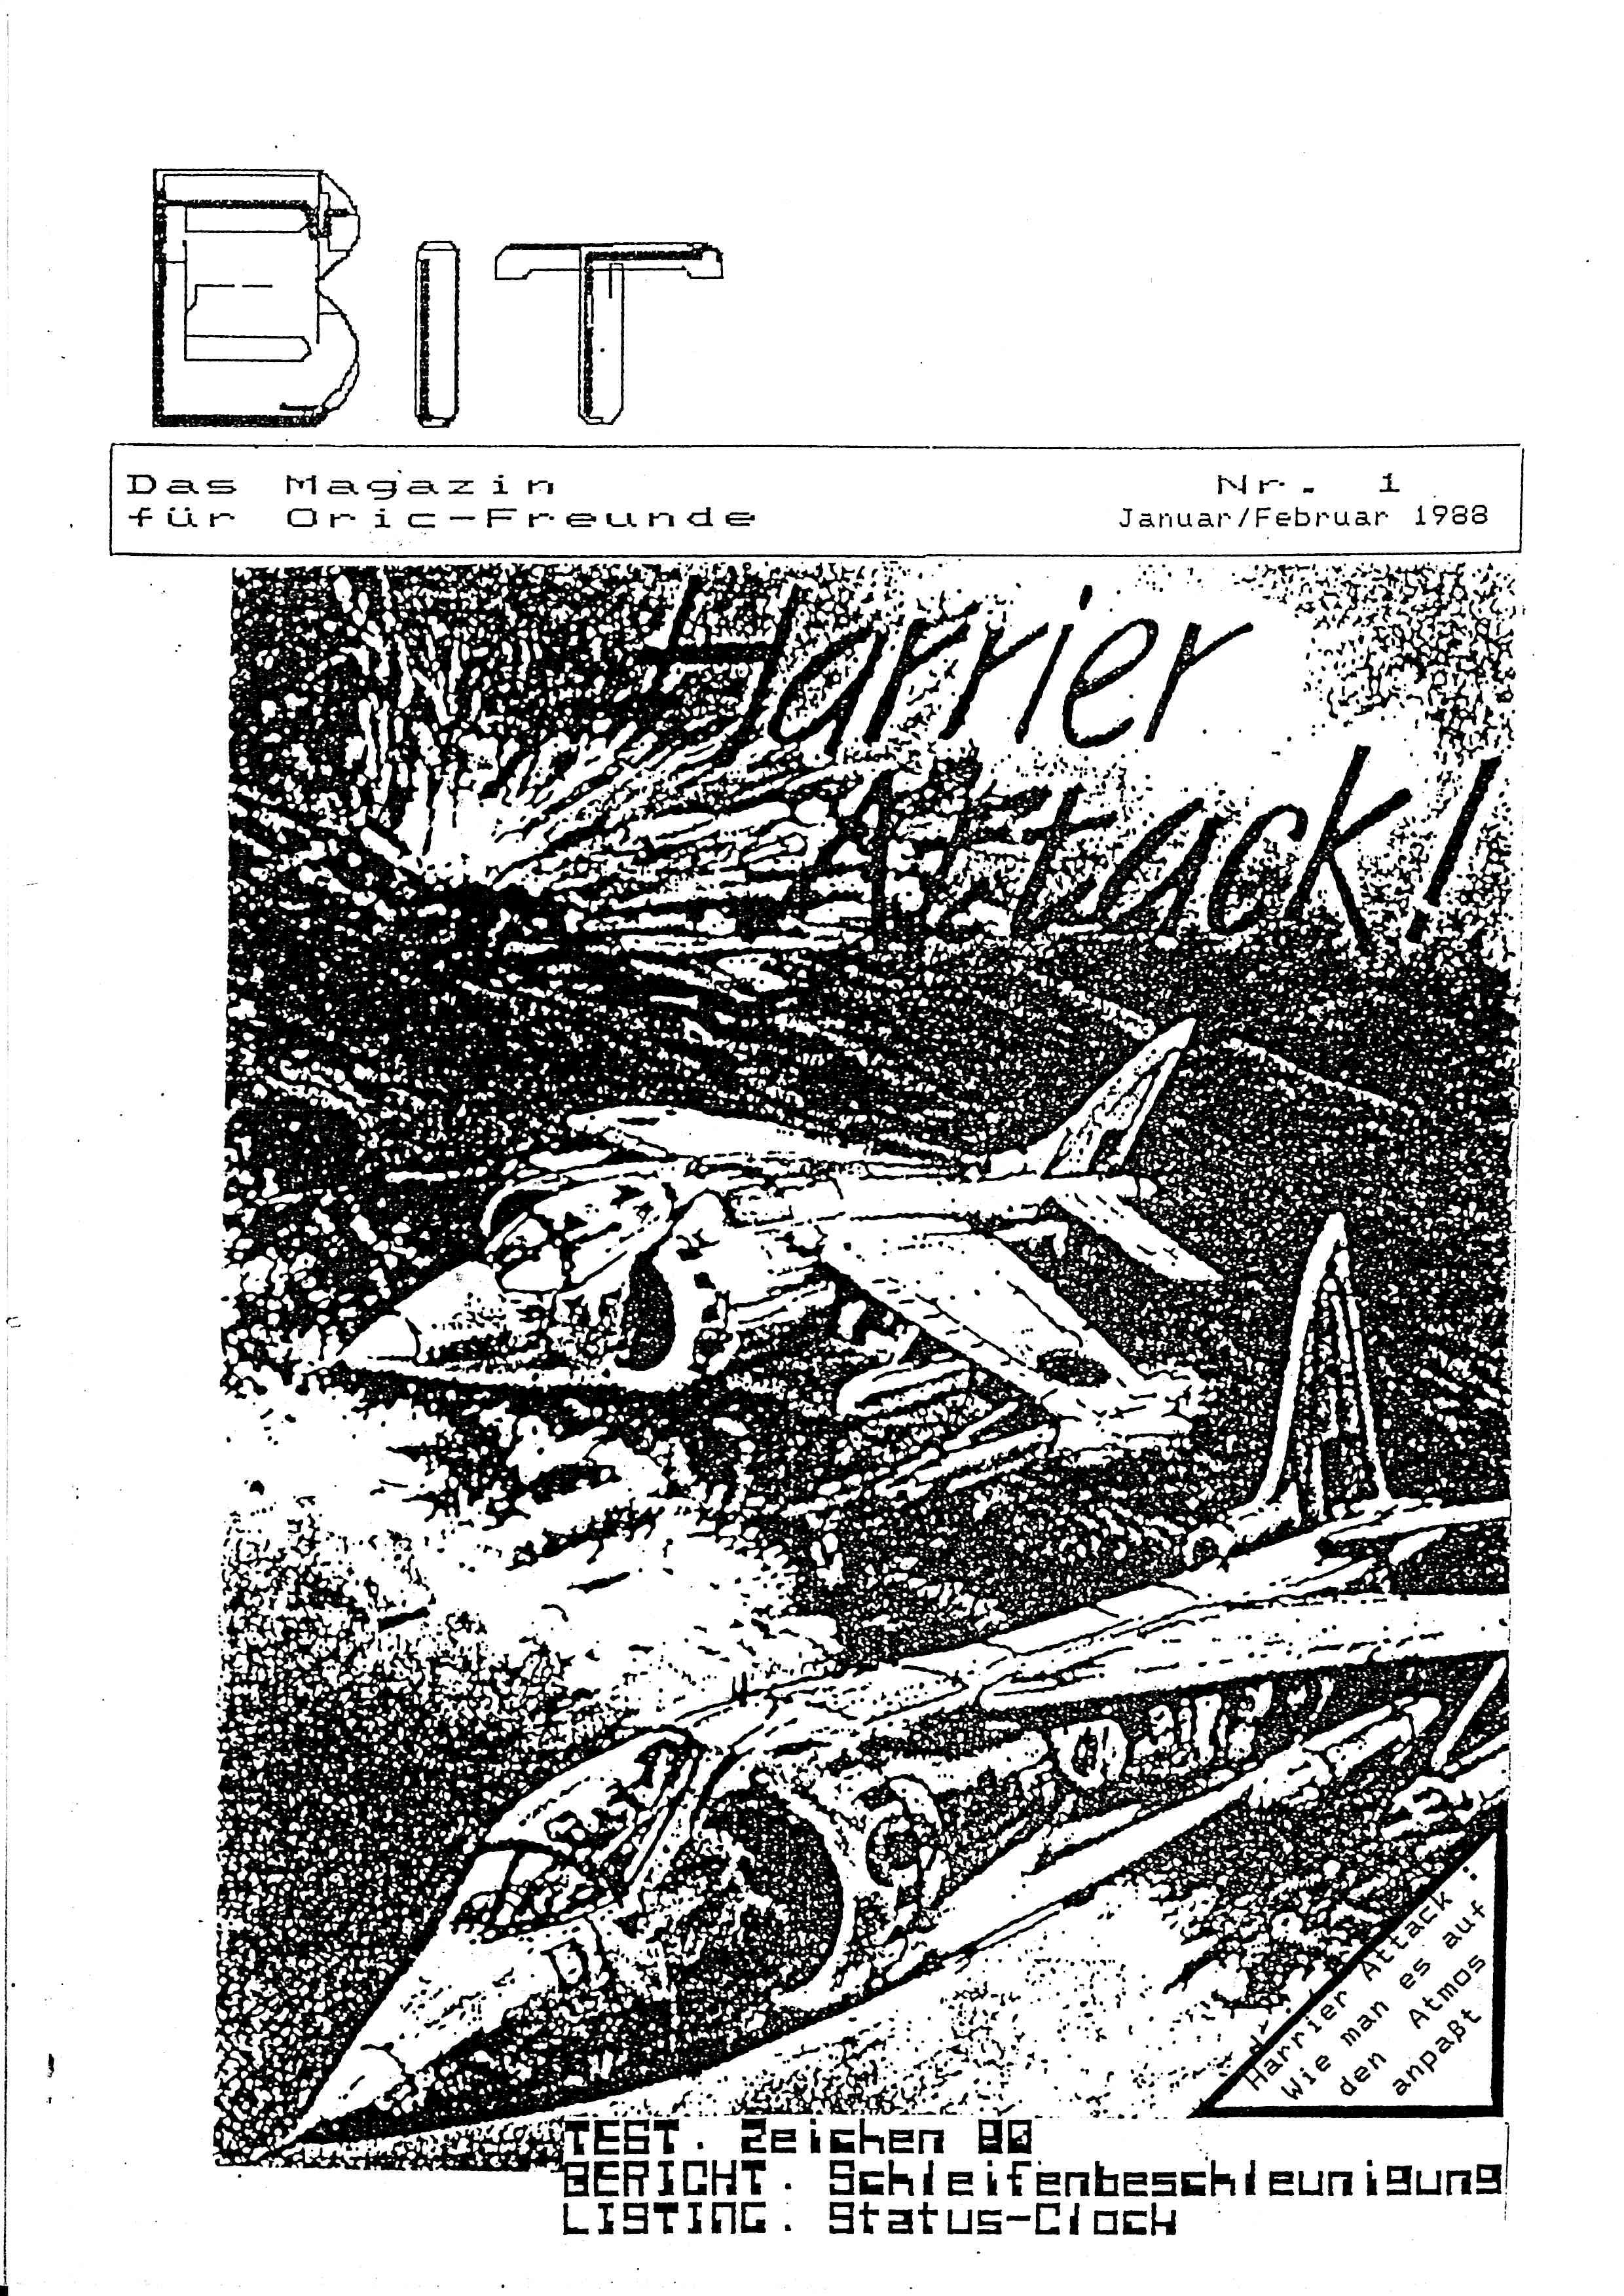 BIT
Das Magazin
für Oric-Freunde
Nr. 1
Januar/Februar 1988
Harrier
Attack!
Harrier Attack :
Wie man es auf
den Atmos
anpaßt
TEST. Zeichen 80
BERICHT. Schleifenbeschleunigung
LISTING. Status-Clock